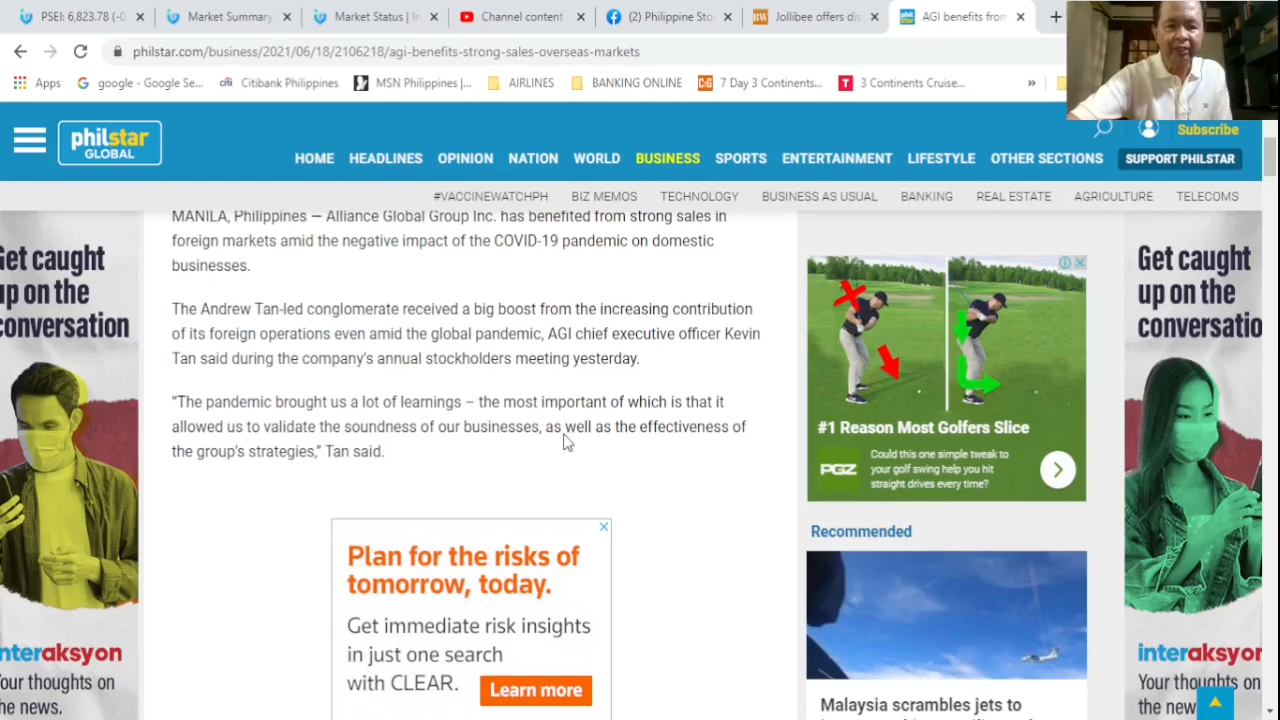 PSEI: 6,823.78 (-0
Market Summary
Market Status | In
Channel content
(2) Philippine Sto
Jollibee offers dis
AGI benefits from
philstar.com/business/2021/06/18/2106218/agi-benefits-strong-sales-overseas-markets
Apps
google - Google Se...
Citibank Philippines
MSN Philippines |...
AIRLINES
BANKING ONLINE
7 Day 3 Continents...
3 Continents Cruise...
»
philstar
GLOBAL
Subscribe
HOME HEADLINES OPINION NATION WORLD BUSINESS SPORTS ENTERTAINMENT LIFESTYLE OTHER SECTIONS SUPPORT PHILSTAR
#VACCINEWATCHPH BIZ MEMOS TECHNOLOGY BUSINESS AS USUAL BANKING REAL ESTATE AGRICULTURE TELECOMS
MANILA, Philippines — Alliance Global Group Inc. has benefited from strong sales in
foreign markets amid the negative impact of the COVID-19 pandemic on domestic
businesses.
The Andrew Tan-led conglomerate received a big boost from the increasing contribution
of its foreign operations even amid the global pandemic, AGI chief executive officer Kevin
Tan said during the company's annual stockholders meeting yesterday.
“The pandemic brought us a lot of learnings – the most important of which is that it
allowed us to validate the soundness of our businesses, as well as the effectiveness of
the group's strategies,” Tan said.
Plan for the risks of
tomorrow, today.
Get immediate risk insights
in just one search
with CLEAR.
Learn more
#1 Reason Most Golfers Slice
PGZ
Could this one simple tweak to
your golf swing help you hit
straight drives every time?
Recommended
Malaysia scrambles jets to
Get caught
up on the
conversation
interaksyon
Your thoughts on
the news.
Get caught
up on the
conversatio
interaksyor
Your thoughts on
the new